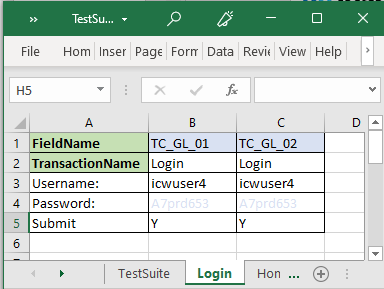 TestSu...
File Hom Inser Page Form Data Revie View Help
H5 fx
A B C D
1 FieldName TC_GL_01 TC_GL_02
2 TransactionName Login Login
3 Username: icwuser4 icwuser4
4 Password: A7prd653 A7prd653
5 Submit Y Y
6
TestSuite Login Hon ...